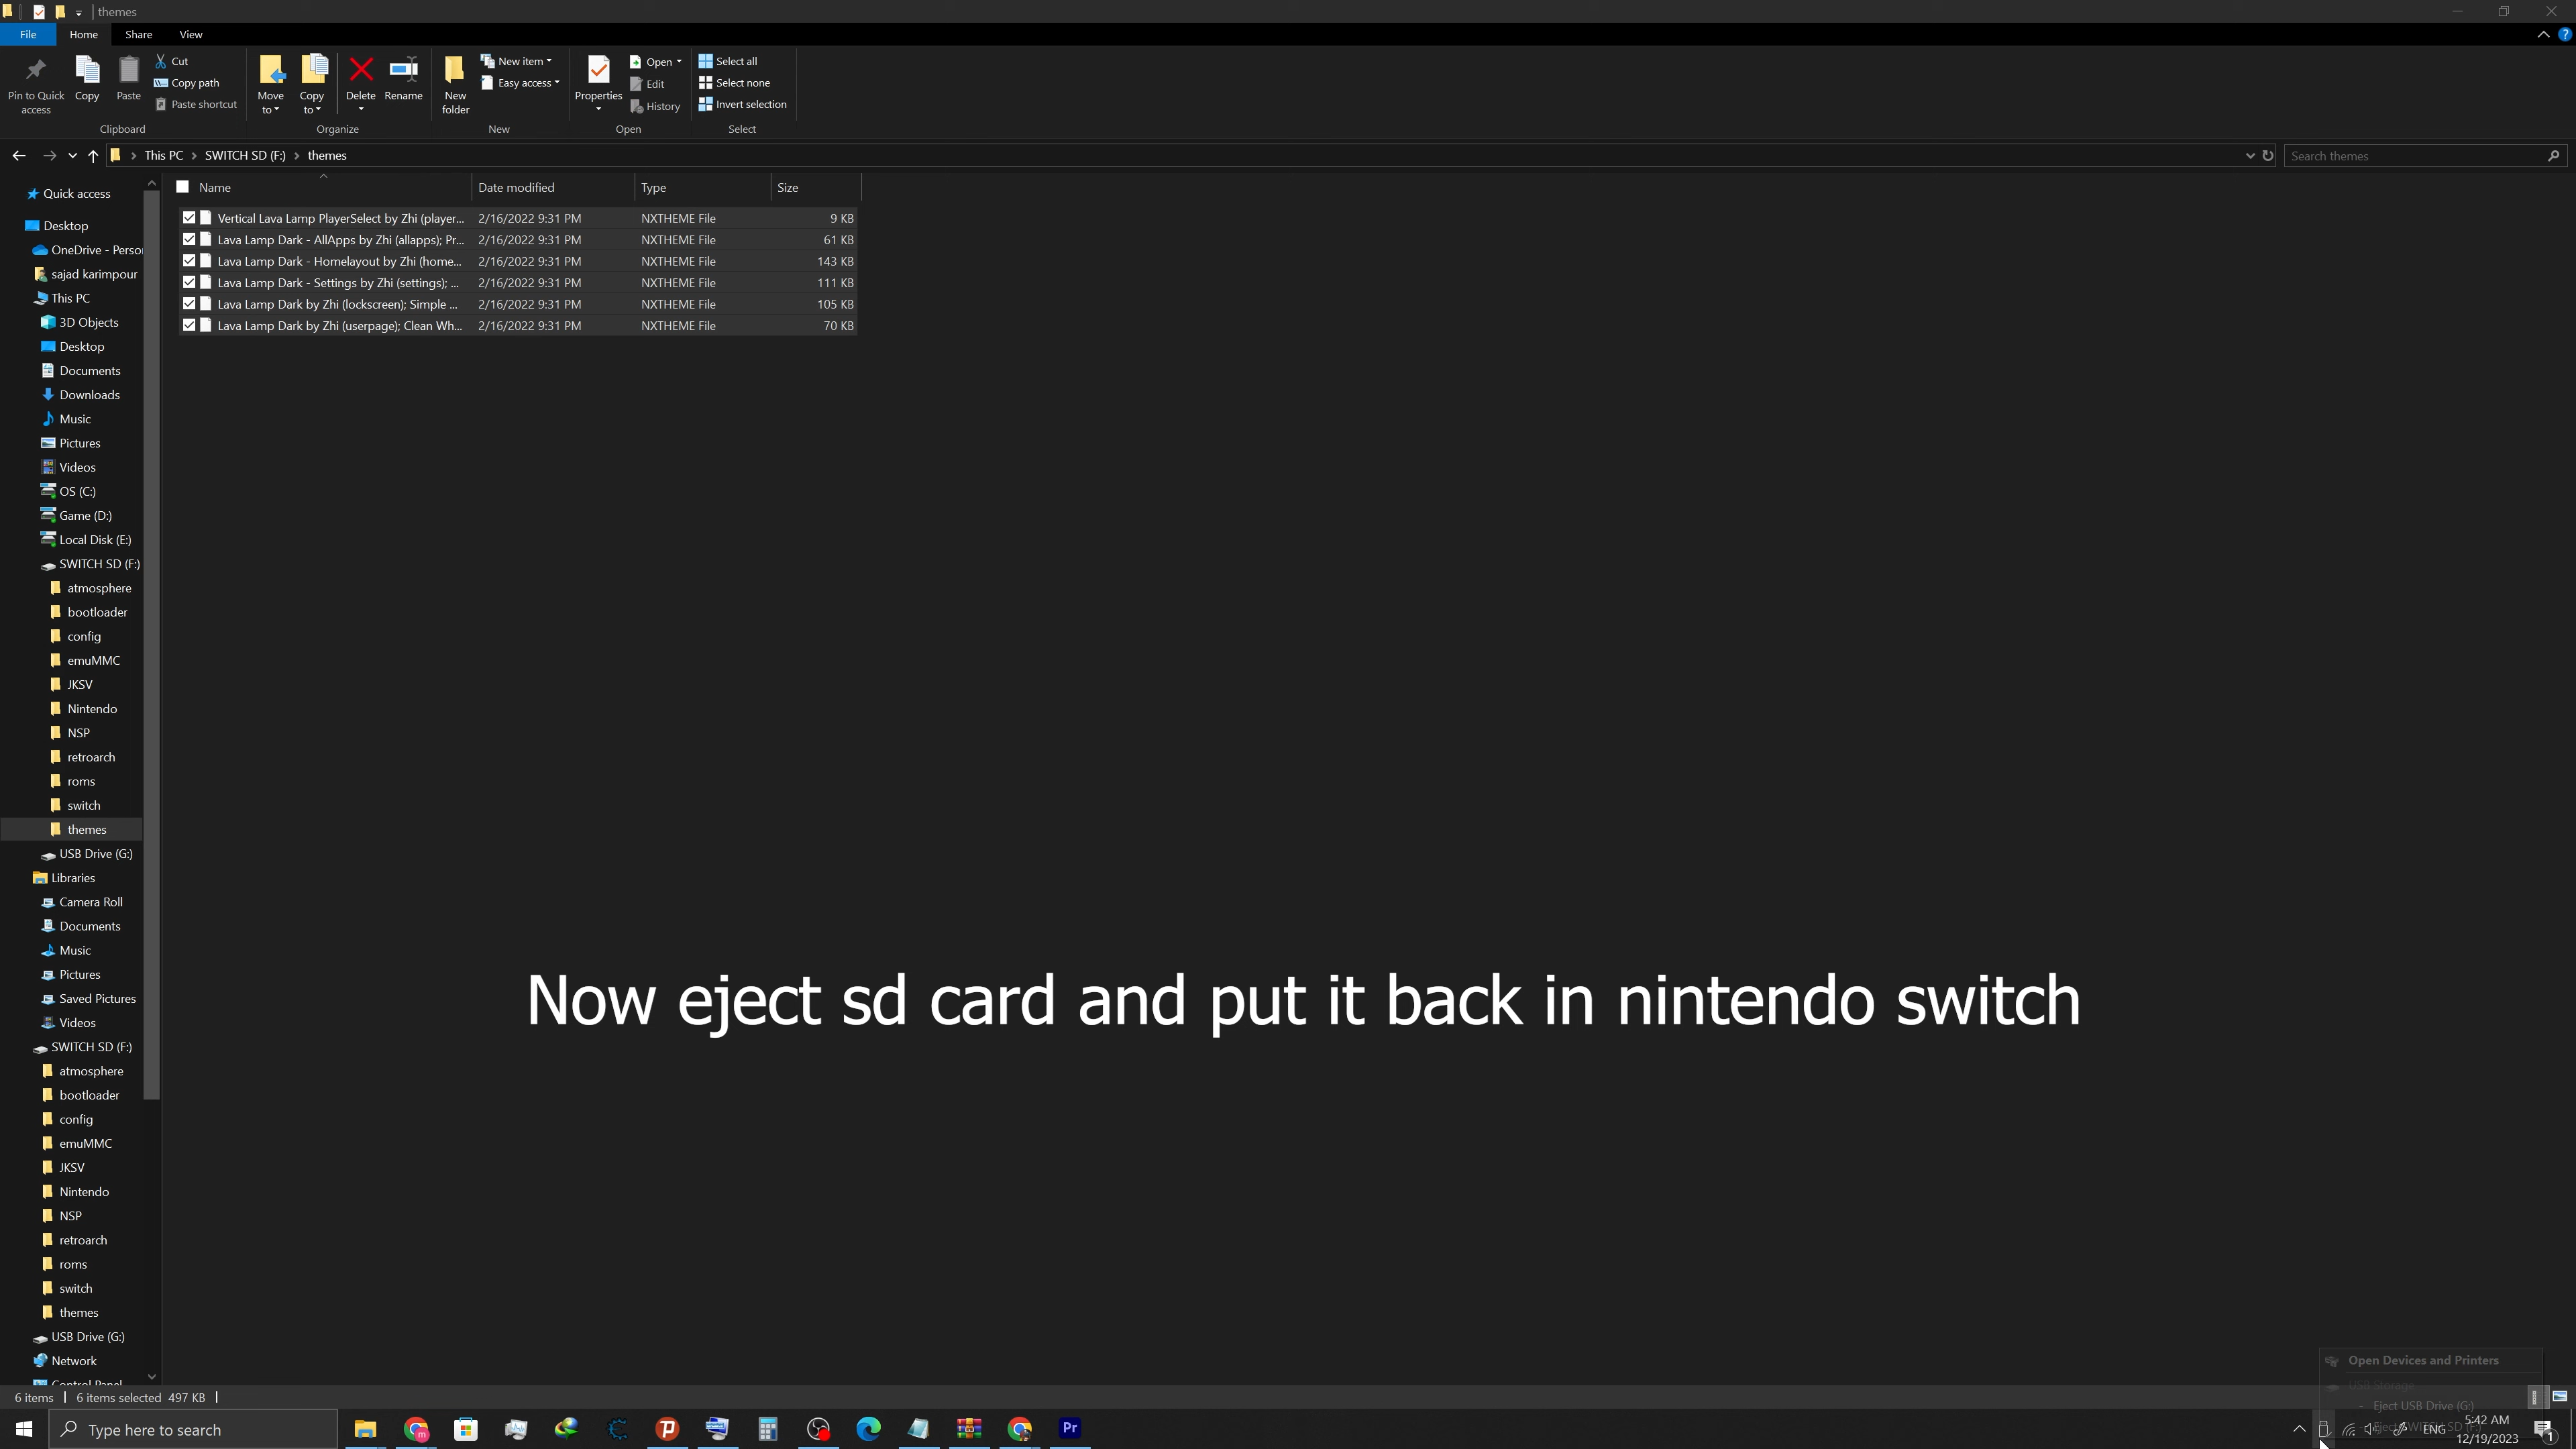 themes
File Home Share View
Pin to Quick access
Copy
Paste
Cut
Copy path
Paste shortcut
Clipboard
Move to
Copy to
Delete
Rename
Organize
New folder
New item
Easy access
New
Properties
Open
Edit
History
Open
Select all
Select none
Invert selection
Select
This PC > SWITCH SD (F:) > themes
Search themes
Name Date modified Type Size
Vertical Lava Lamp PlayerSelect by Zhi (player... 2/16/2022 9:31 PM NXTHEME File 9 KB
Lava Lamp Dark - AllApps by Zhi (allapps); Pr... 2/16/2022 9:31 PM NXTHEME File 61 KB
Lava Lamp Dark - Homelayout by Zhi (home... 2/16/2022 9:31 PM NXTHEME File 143 KB
Lava Lamp Dark - Settings by Zhi (settings); ... 2/16/2022 9:31 PM NXTHEME File 111 KB
Lava Lamp Dark by Zhi (lockscreen); Simple ... 2/16/2022 9:31 PM NXTHEME File 105 KB
Lava Lamp Dark by Zhi (userpage); Clean Wh... 2/16/2022 9:31 PM NXTHEME File 70 KB
Quick access
Desktop
OneDrive - Perso
sajad karimpour
This PC
3D Objects
Desktop
Documents
Downloads
Music
Pictures
Videos
OS (C:)
Game (D:)
Local Disk (E:)
SWITCH SD (F:)
atmosphere
bootloader
config
emuMMC
JKSV
Nintendo
NSP
retroarch
roms
switch
themes
USB Drive (G:)
Libraries
Camera Roll
Documents
Music
Pictures
Saved Pictures
Videos
SWITCH SD (F:)
atmosphere
bootloader
config
emuMMC
JKSV
Nintendo
NSP
retroarch
roms
switch
themes
USB Drive (G:)
Network
Control Panel
Now eject sd card and put it back in nintendo switch
Open Devices and Printers
USB Storage
- Eject USB Drive (G:)
- Eject SWITCH SD (F:)
6 items 6 items selected 497 KB
Type here to search
m
Pr
ENG
5:42 AM
12/19/2023
1